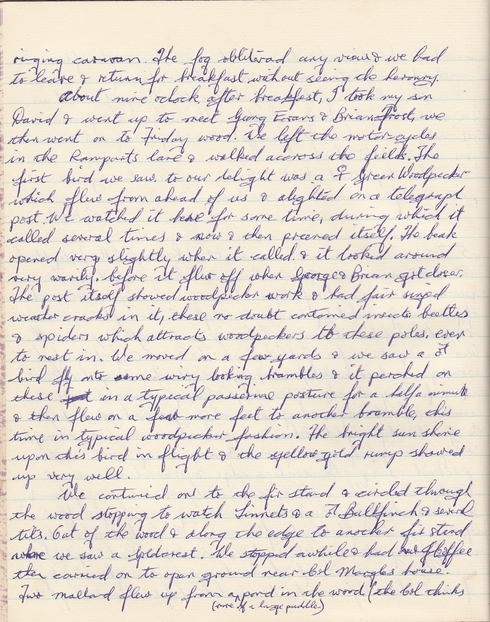 ringing caravan. The fog obliterad any view & we had
to leave & return for breakfast without seeing the heronry.
About nine oclock after breakfast, I took my son
David & went up to meet Georg Evans & Brian Frost, we
then went on to Friday wood. We left the motor cycles
in the Ramparts lane & walked accross the fields. The
first bird we saw to our delight was a ♀ Green Woodpecker
which flew from ahead of us & alighted on a telegraph
post. We watched it here for some time, during which it
called several times & now & then preened itself. The beak
opened very slightly when it called & it looked around
very warily, before it flew off when George & Brian got closer.
The post itself showed woodpecker work & had fair sized
weather cracks in it, these no doubt contained insects beetles
& spiders which attracts woodpeckers to these poles, even
to nest in. We moved on a few yards & we saw a ♂
bird fly onto some wiry looking brambles & it perched on
these in a typical passerine posture for a half a minute
& then flew on a few more feet to another bramble, this
time in typical woodpecker fashion. The bright sun shone
upon this bird in flight & the yellow gold rump showed
up very well.
We continued on to the fir stand & circled through
the wood stopping to watch Linnets & a ♂ Bullfinch & several
tits. Out of the wood & along the edge to another fir stand
where we saw a Goldcrest. We stopped awhile & had coffee
then carried on to open ground near Col Margles house.
Two mallard flew up from a pond in the wood (the Col thinks
(more of a large puddle)